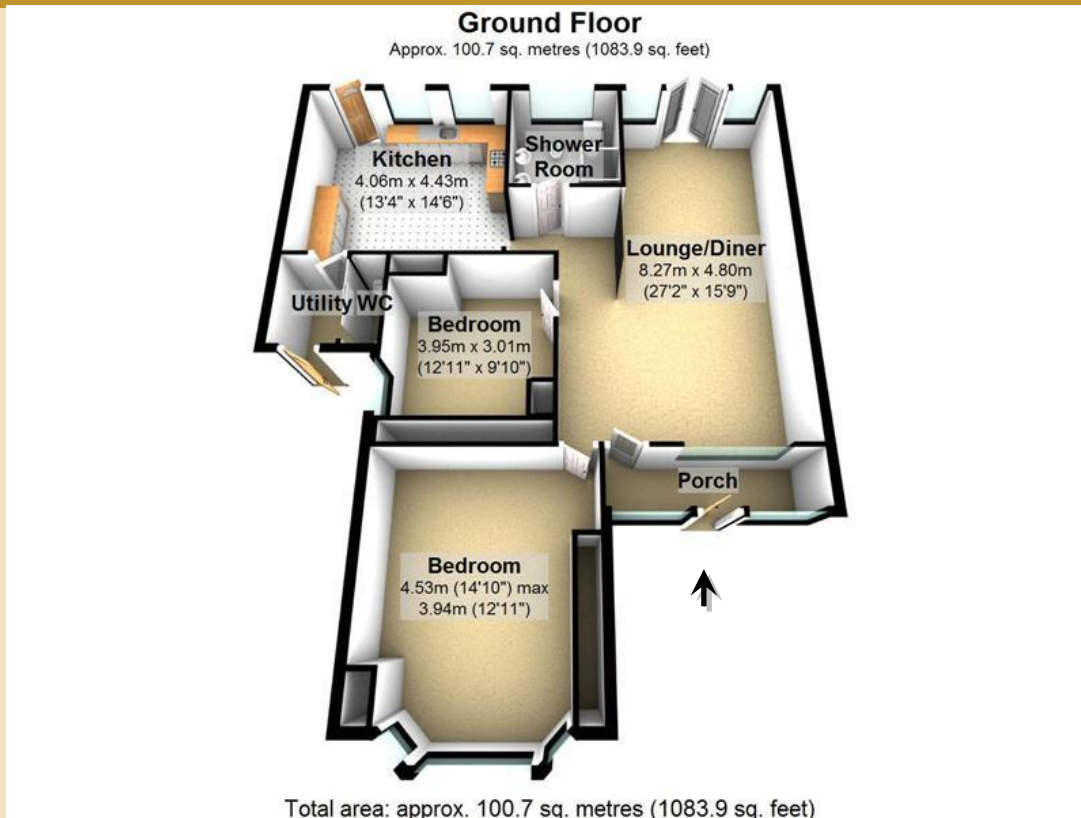 Ground Floor
Approx. 100.7 sq. metres (1083.9 sq. feet)
Kitchen
4.06m x 4.43m
(13'4" x 14'6")
Shower
Room
Lounge/Diner
8.27m x 4.80m
(27'2" x 15'9")
Utility WC
Bedroom
3.95m x 3.01m
(12'11" x 9'10")
Porch
Bedroom
4.53m (14'10") max
3.94m (12'11")
Total area: approx. 100.7 sq. metres (1083.9 sq. feet)